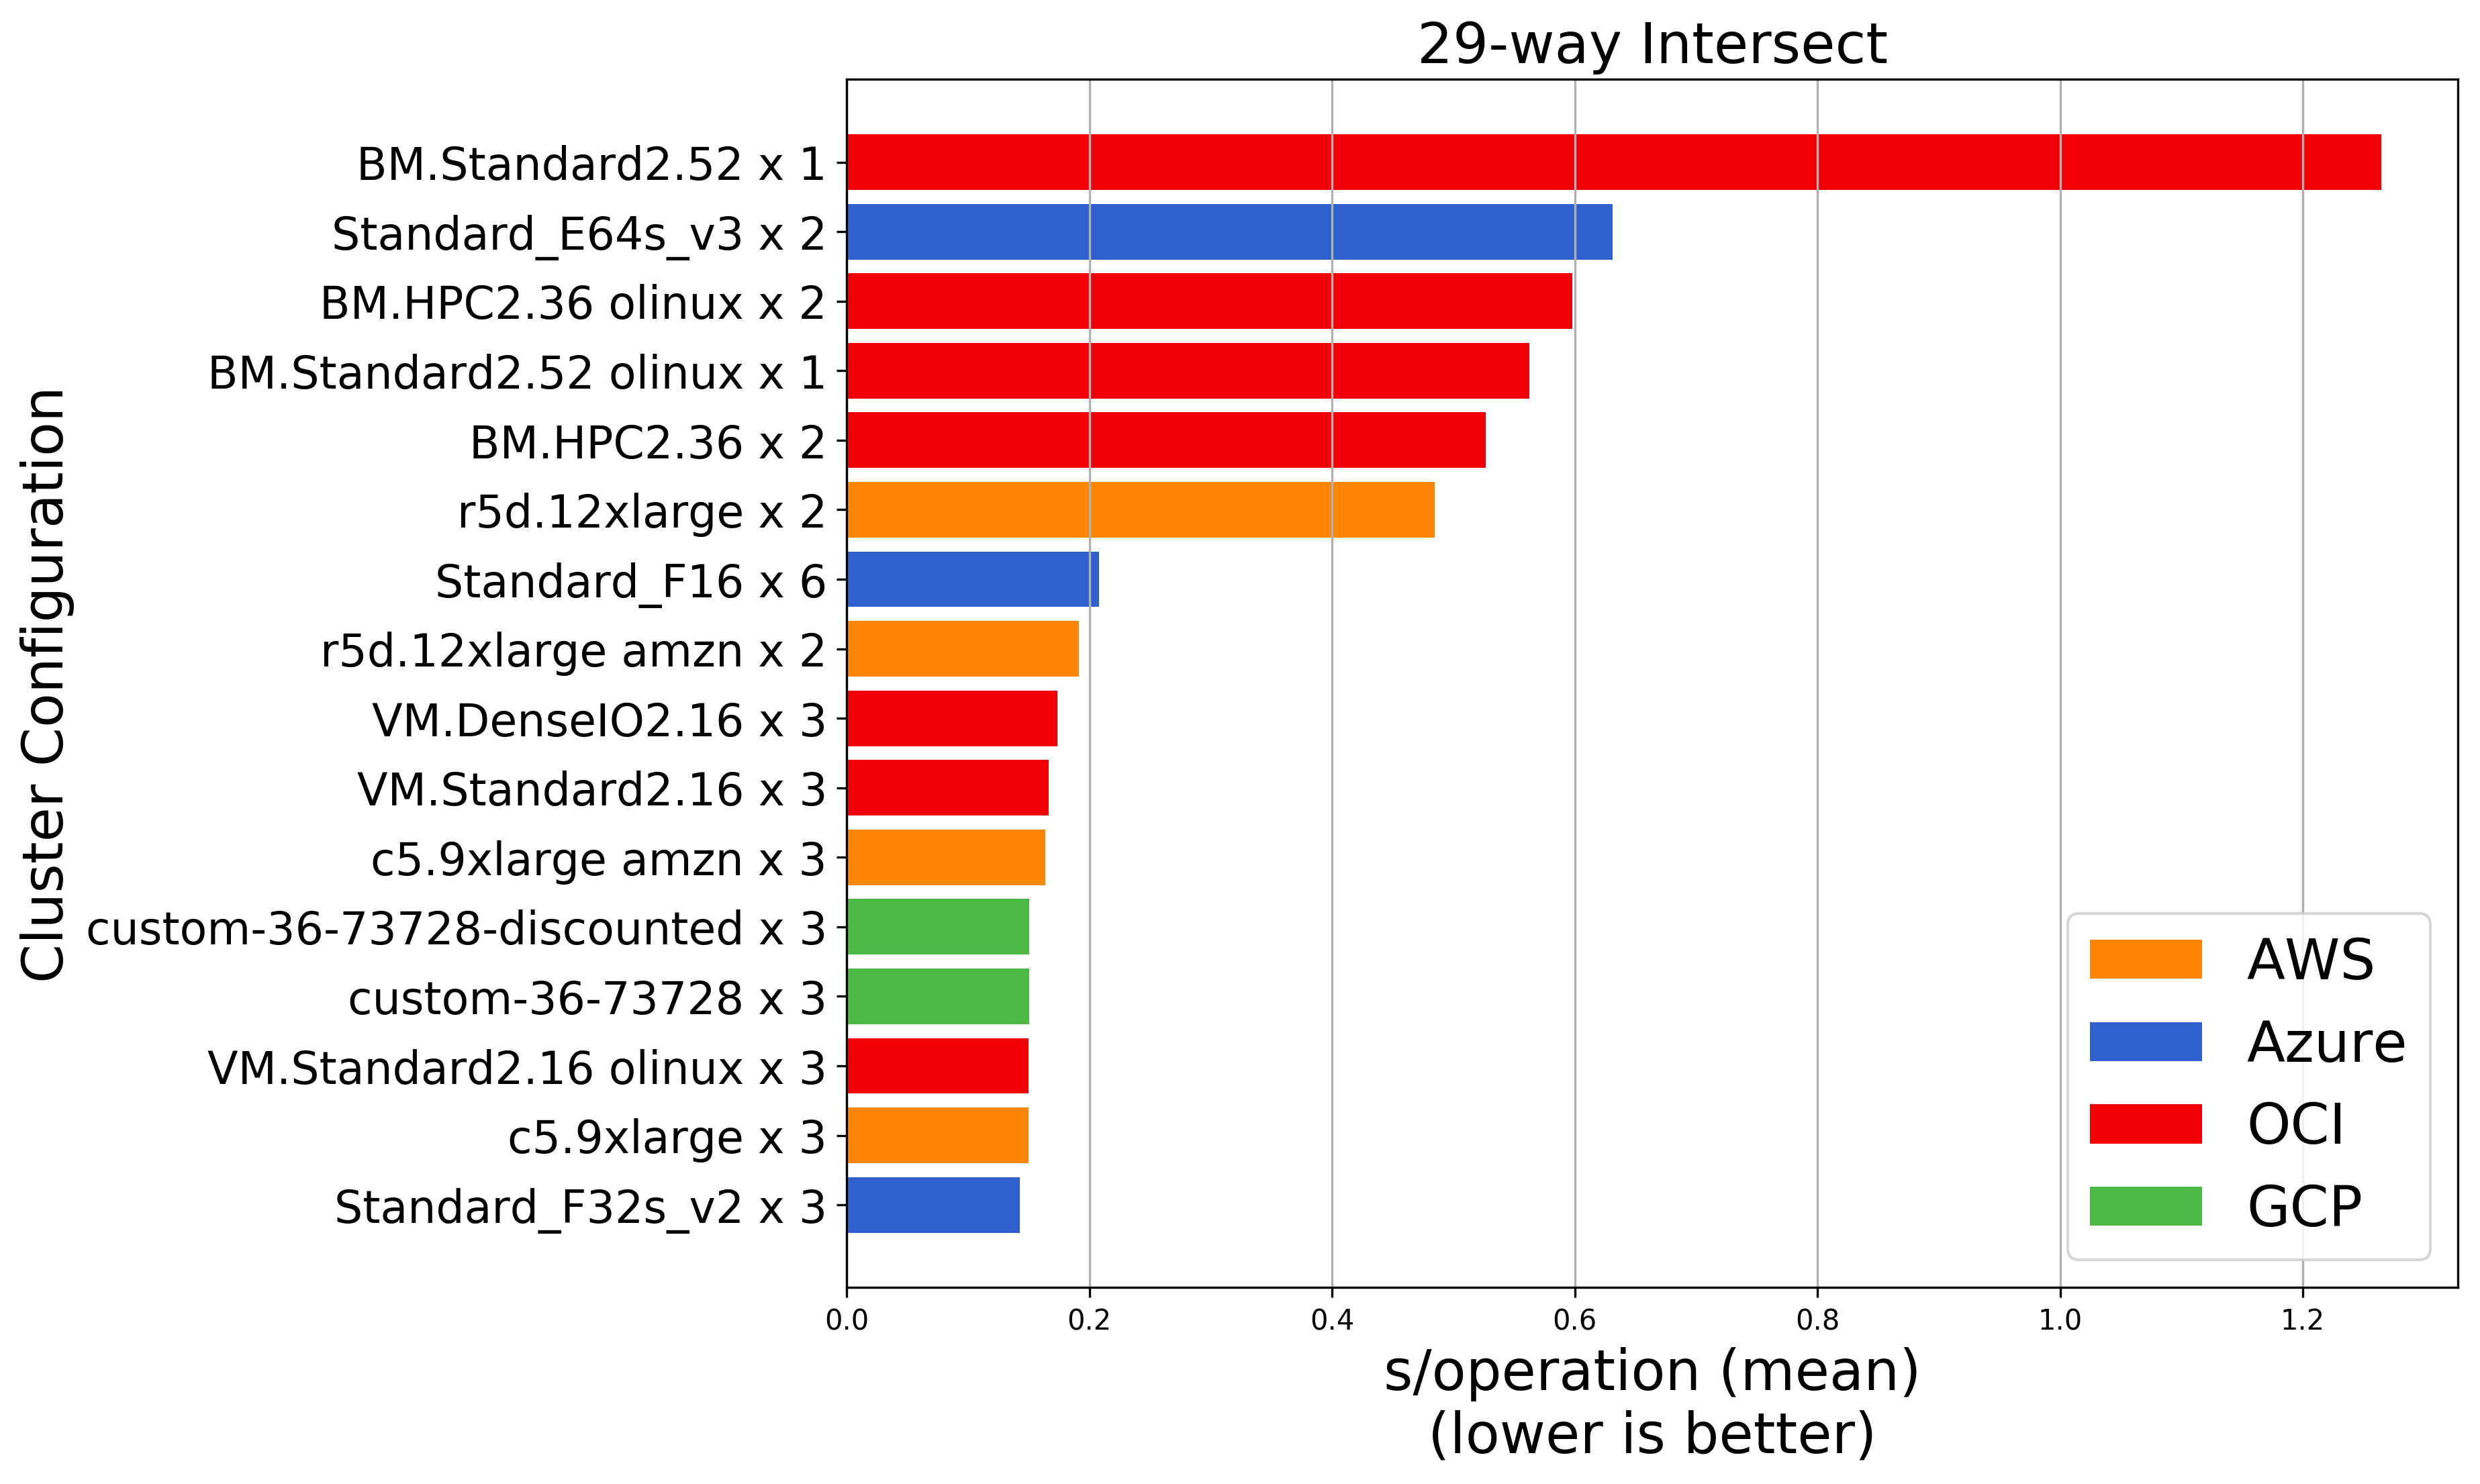 29-way Intersect
Cluster Configuration
BM.Standard2.52 x 1
Standard_E64s_v3 x 2
BM.HPC2.36 olinux x 2
BM.Standard2.52 olinux x 1
BM.HPC2.36 x 2
r5d.12xlarge x 2
Standard_F16 x 6
r5d.12xlarge amzn x 2
VM.DenseIO2.16 x 3
VM.Standard2.16 x 3
c5.9xlarge amzn x 3
custom-36-73728-discounted x 3
custom-36-73728 x 3
VM.Standard2.16 olinux x 3
c5.9xlarge x 3
Standard_F32s_v2 x 3
AWS
Azure
OCI
GCP
0.0 0.2 0.4 0.6 0.8 1.0 1.2
s/operation (mean)
(lower is better)